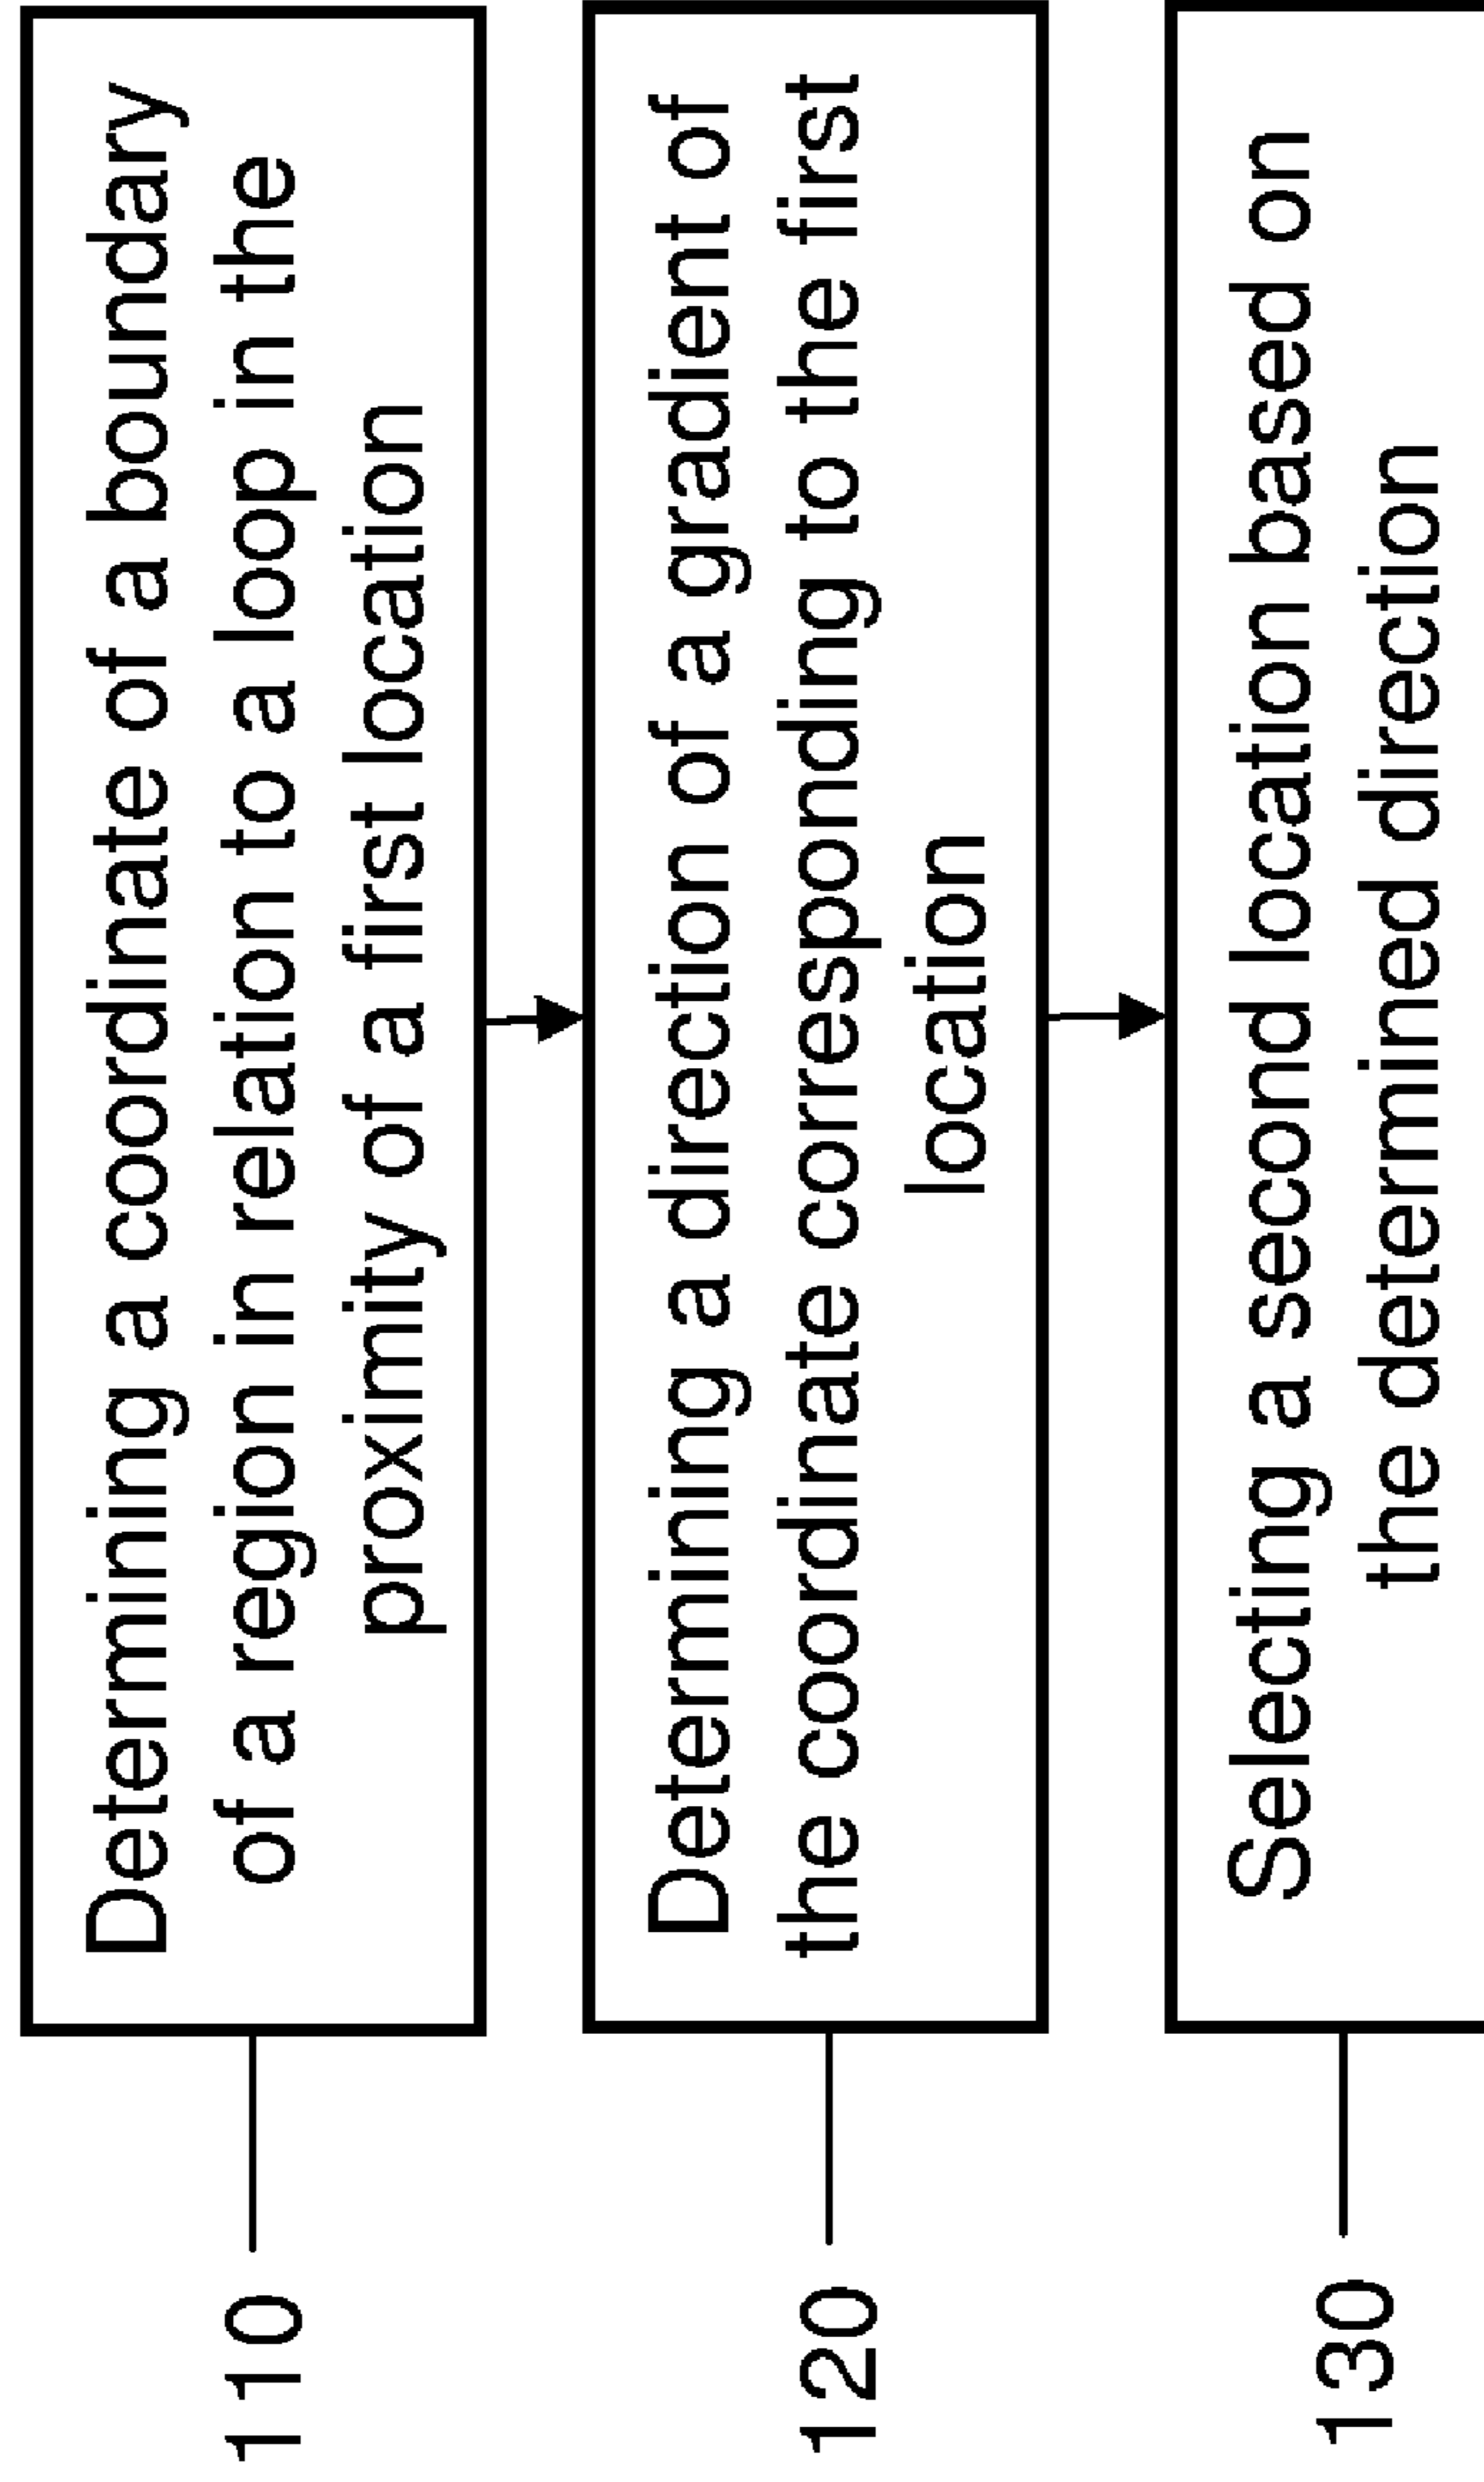 110
Determining a coordinate of a boundary
of a region in relation to a loop in the
proximity of a first location
120
Determining a direction of a gradient of
the coordinate corresponding to the first
location
130
Selecting a second location based on
the determined direction